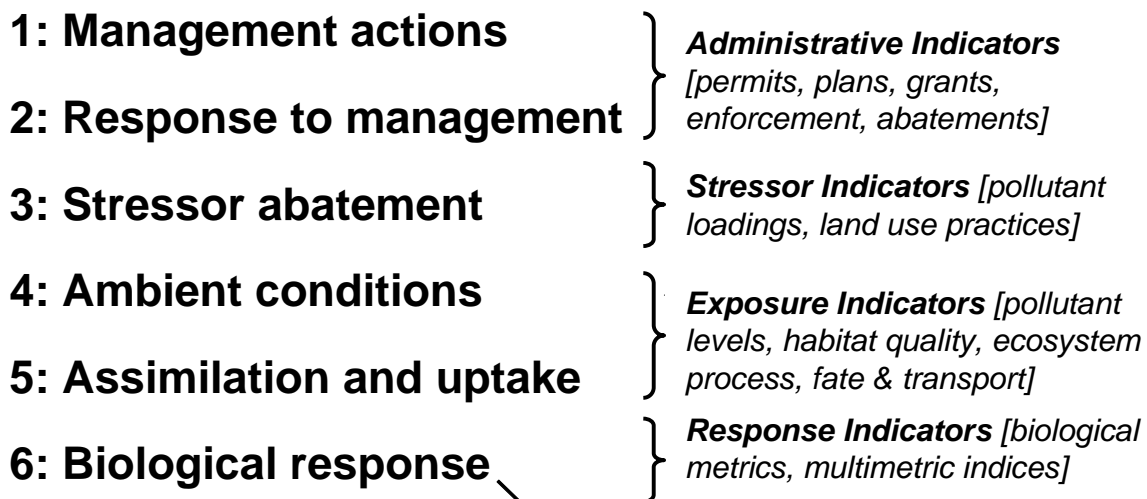 1: Management actions
2: Response to management
Administrative Indicators
[permits, plans, grants,
enforcement, abatements]
3: Stressor abatement
Stressor Indicators [pollutant
loadings, land use practices]
4: Ambient conditions
5: Assimilation and uptake
Exposure Indicators [pollutant
levels, habitat quality, ecosystem
process, fate & transport]
6: Biological response
Response Indicators [biological
metrics, multimetric indices]